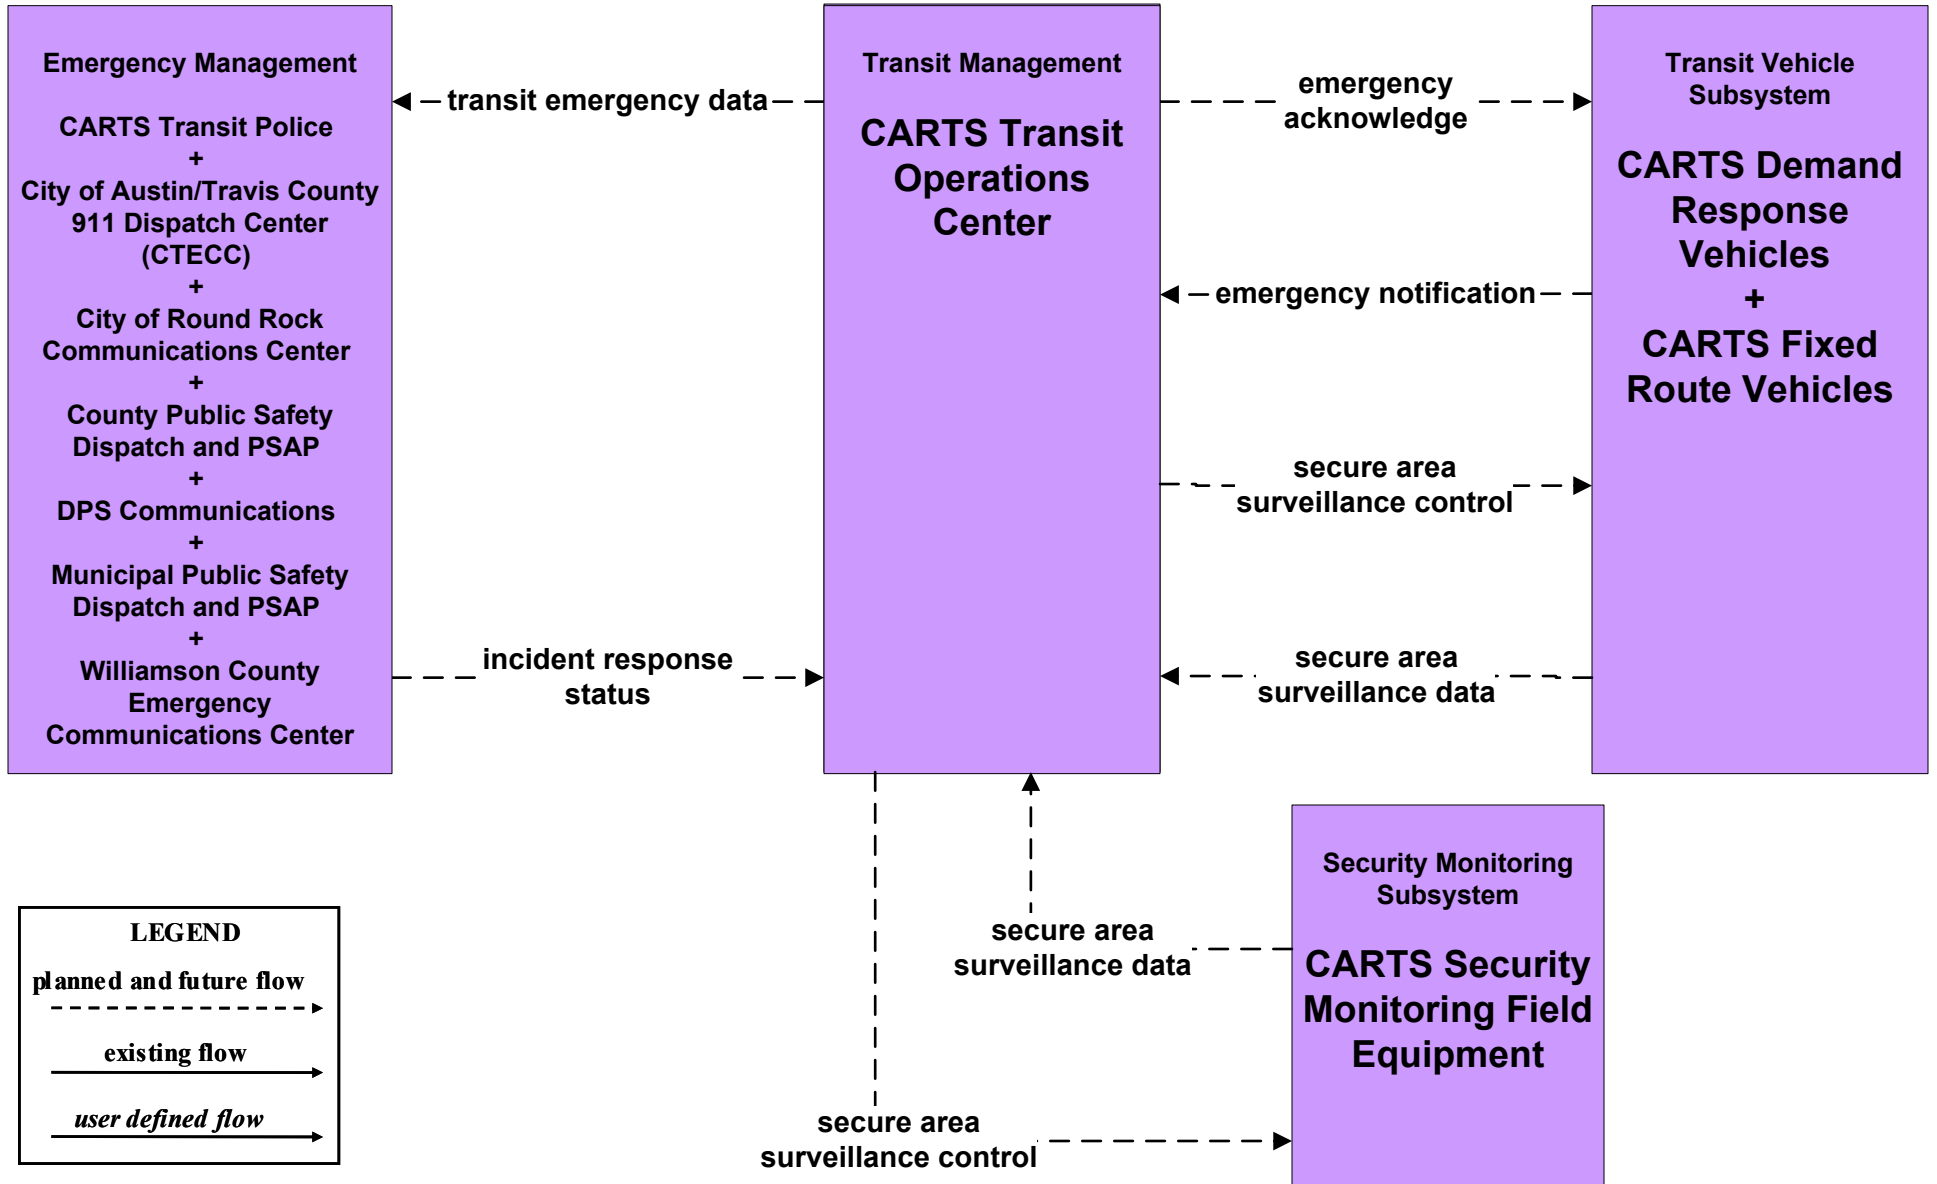 Emergency Management
CARTS Transit Police
+
City of Austin/Travis County
911 Dispatch Center
(CTECC)
+
City of Round Rock
Communications Center
+
County Public Safety
Dispatch and PSAP
+
DPS Communications
+
Municipal Public Safety
Dispatch and PSAP
+
Williamson County
Emergency
Communications Center
transit emergency data
incident response
status
Transit Management
CARTS Transit
Operations
Center
emergency
acknowledge
emergency notification
secure area
surveillance control
secure area
surveillance data
Transit Vehicle
Subsystem
CARTS Demand
Response
Vehicles
+
CARTS Fixed
Route Vehicles
secure area
surveillance data
secure area
surveillance control
Security Monitoring
Subsystem
CARTS Security
Monitoring Field
Equipment
LEGEND
planned and future flow
existing flow
user defined flow